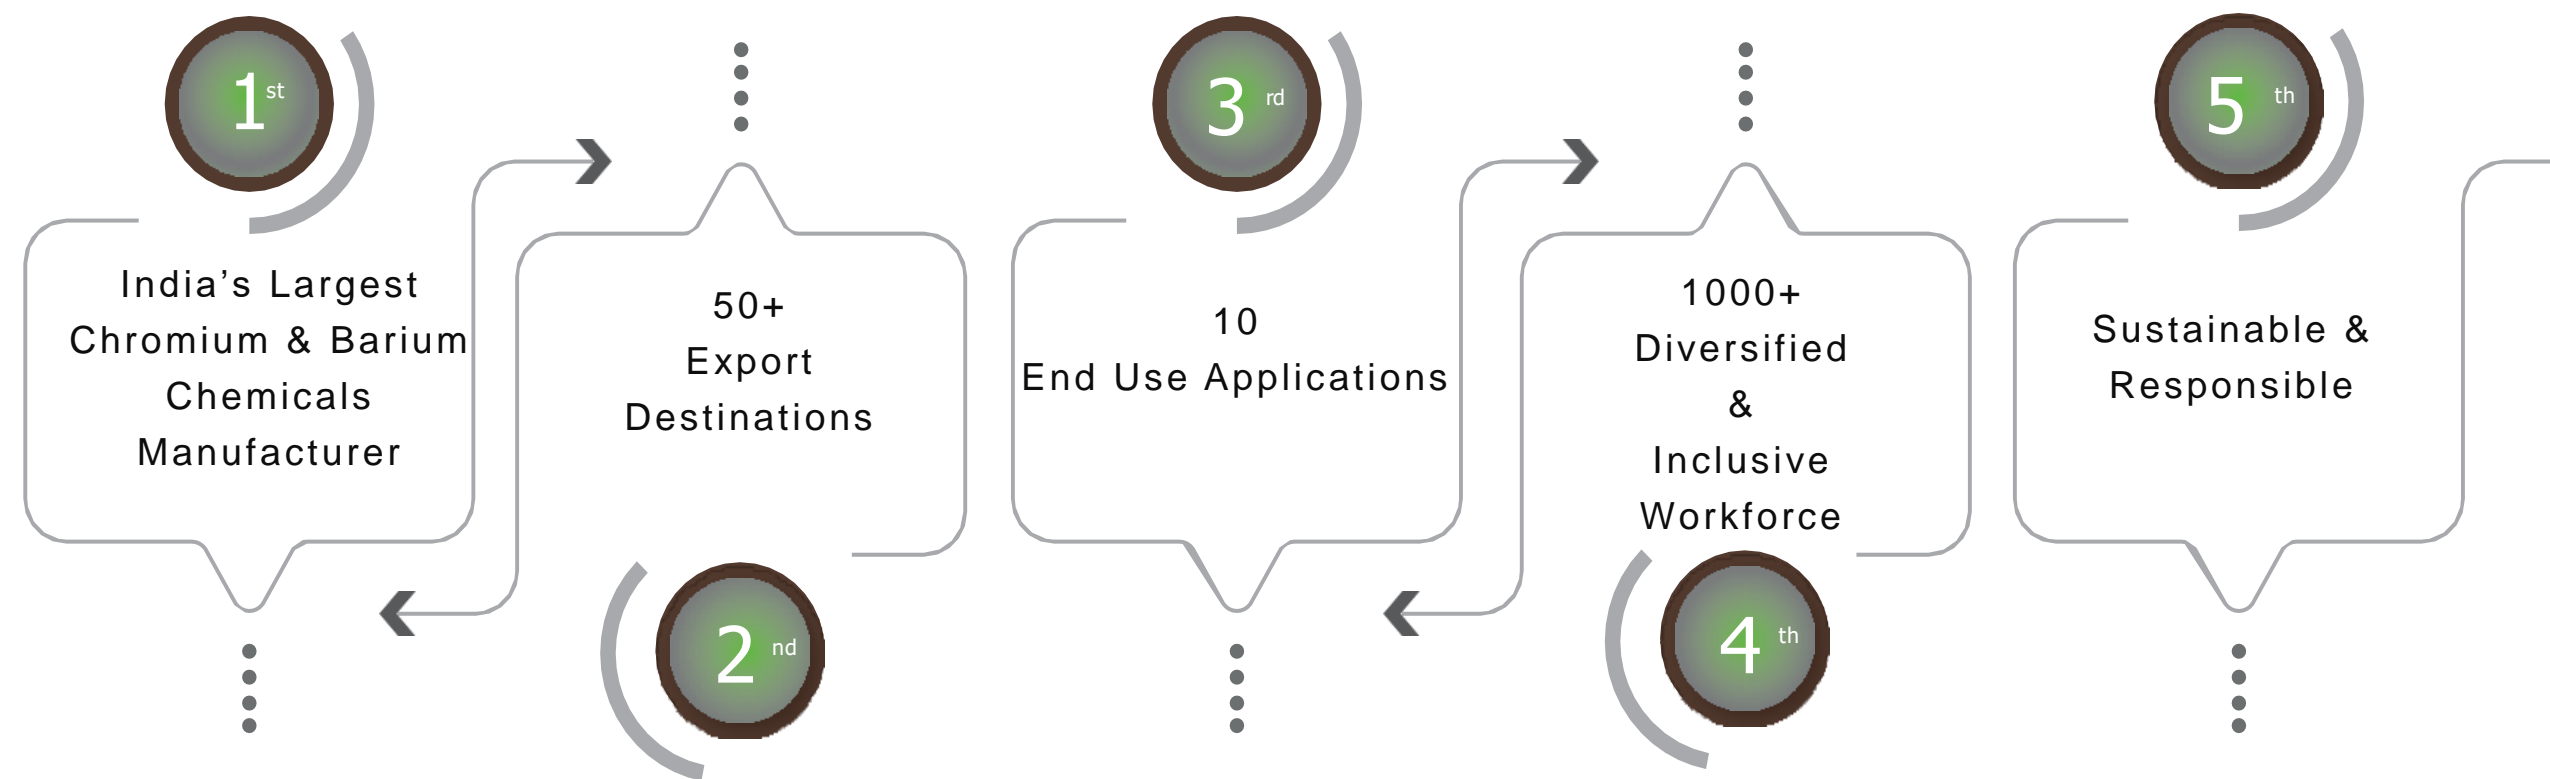 1st
India’s Largest
Chromium & Barium
Chemicals
Manufacturer
50+
Export
Destinations
2nd
3rd
10
End Use Applications
1000+
Diversified
&
Inclusive
Workforce
4th
5th
Sustainable &
Responsible